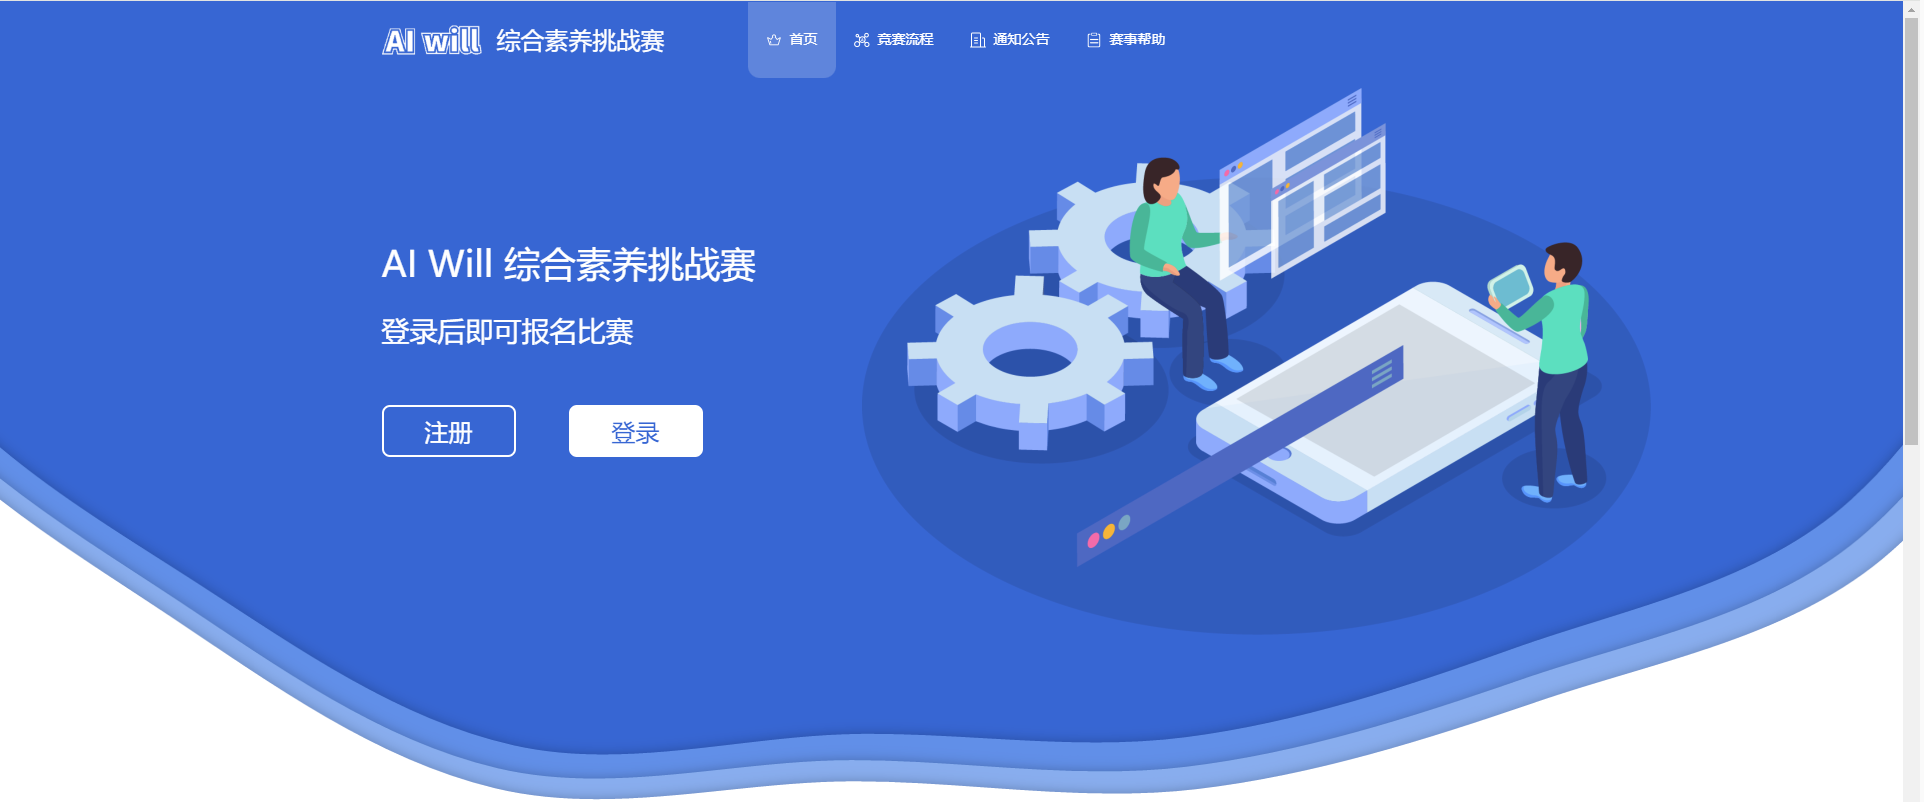 AI will 综合素养挑战赛
首页 竞赛流程 通知公告 赛事帮助
AI Will 综合素养挑战赛
登录后即可报名比赛
注册 登录